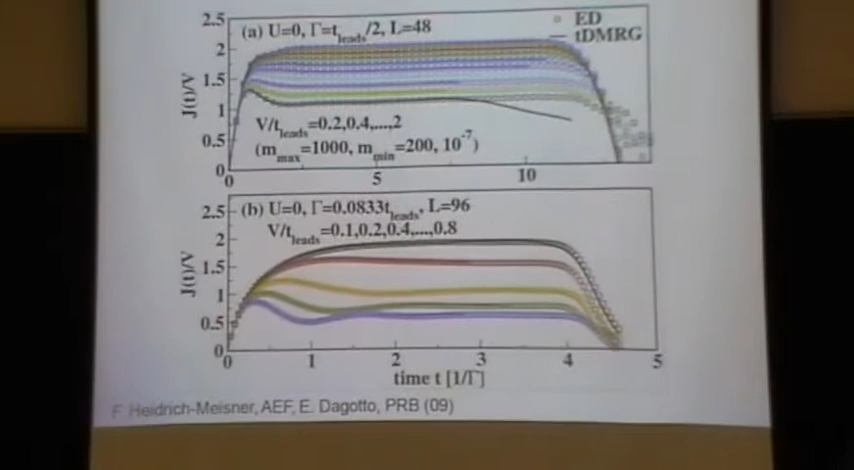 2.5
(a) U=0, Γ=t_leads/2, L=48
ED
tDMRG
2
1.5
J(t)/V
1
V/t_leads=0.2,0.4,...,2
0.5
(m_max=1000, m_min=200, 10^-7)
0
0
5
10
2.5
(b) U=0, Γ=0.0833t_leads, L=96
2
V/t_leads=0.1,0.2,0.4,...,0.8
1.5
J(t)/V
1
0.5
0
0
1
2
3
4
5
time t [1/Γ]
F. Heidrich-Meisner, AEF, E. Dagotto, PRB (09)